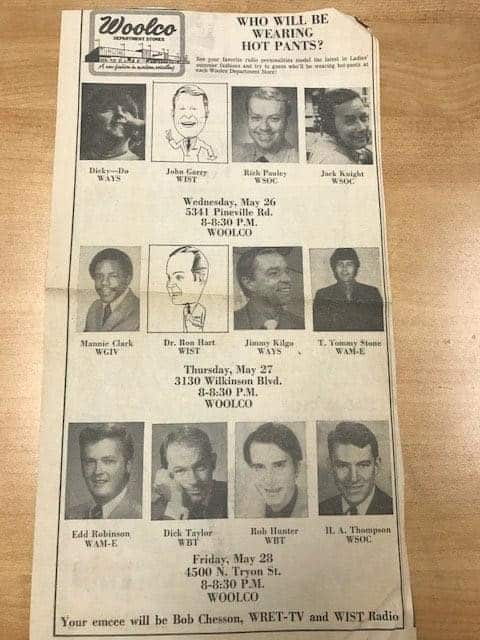 Woolco
DEPARTMENT STORES
WHO WILL BE
WEARING
HOT PANTS?
See your favorite radio personalities model the latest in Ladies'
summer fashions and try to guess who'll be wearing hot pants at
each Woolco Department Store!
Dicky—Do
WAYS
John Garry
WIST
Rich Pauley
WSOC
Jack Knight
WSOC
Wednesday, May 26
5341 Pineville Rd.
8-8:30 P.M.
WOOLCO
Mannie Clark
WGIV
Dr. Ron Hart
WIST
Jimmy Kilgo
WAYS
T. Tommy Stone
WAM-E
Thursday, May 27
3130 Wilkinson Blvd.
8-8:30 P.M.
WOOLCO
Edd Robinson
WAM-E
Dick Taylor
WBT
Rob Hunter
WBT
H. A. Thompson
WSOC
Friday, May 28
4500 N. Tryon St.
8-8:30 P.M.
WOOLCO
Your emcee will be Bob Chesson, WRET-TV and WIST Radio